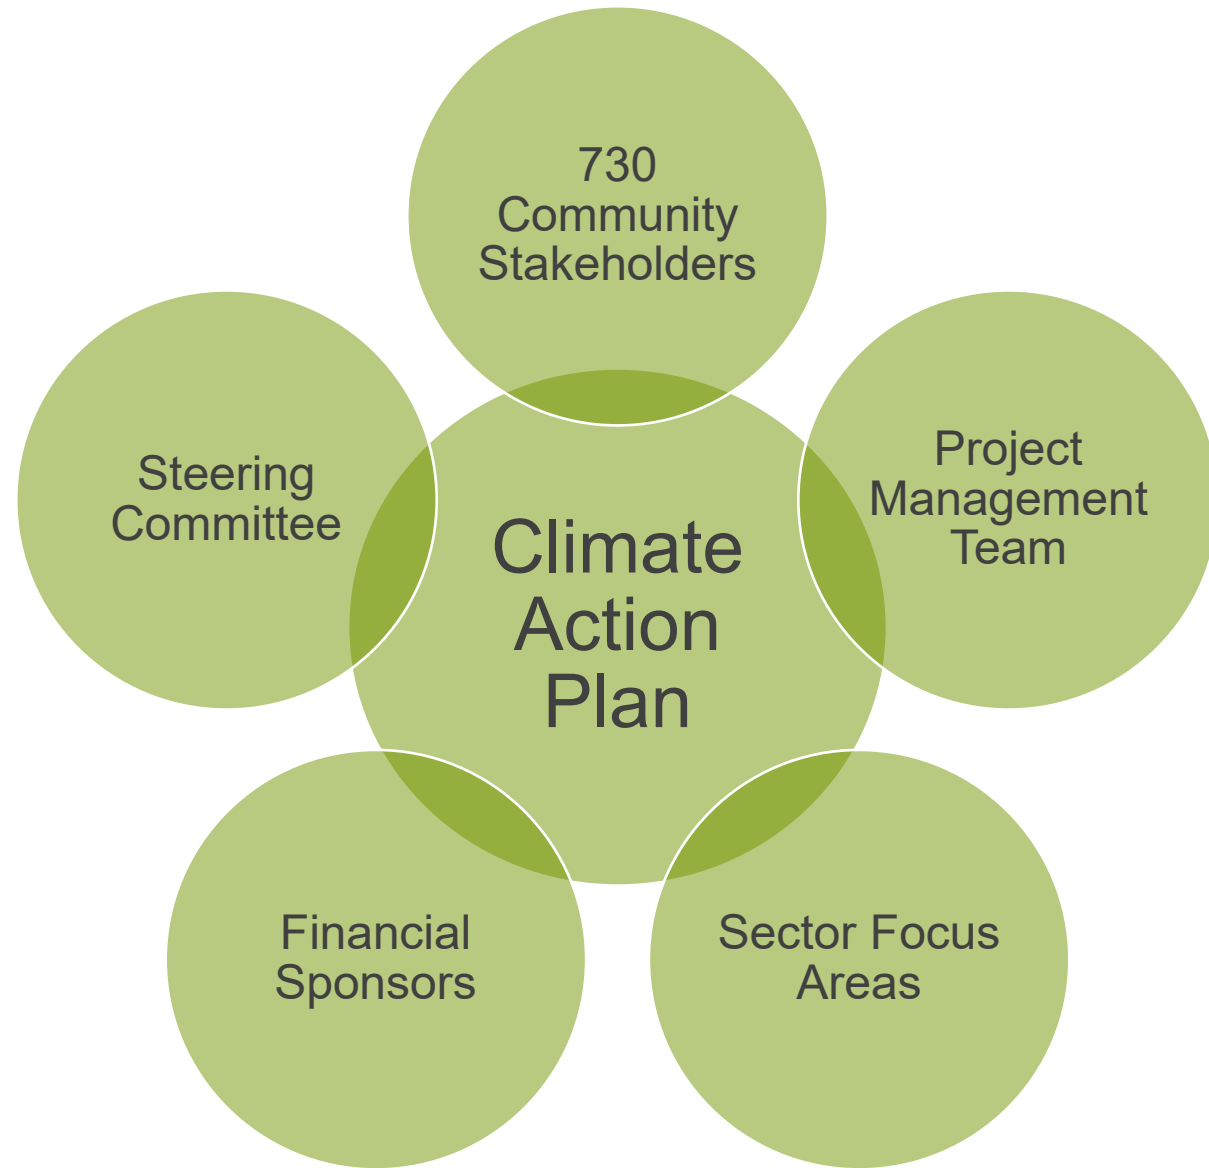 730
Community
Stakeholders
Steering
Committee
Project
Management
Team
Climate
Action
Plan
Financial
Sponsors
Sector Focus
Areas